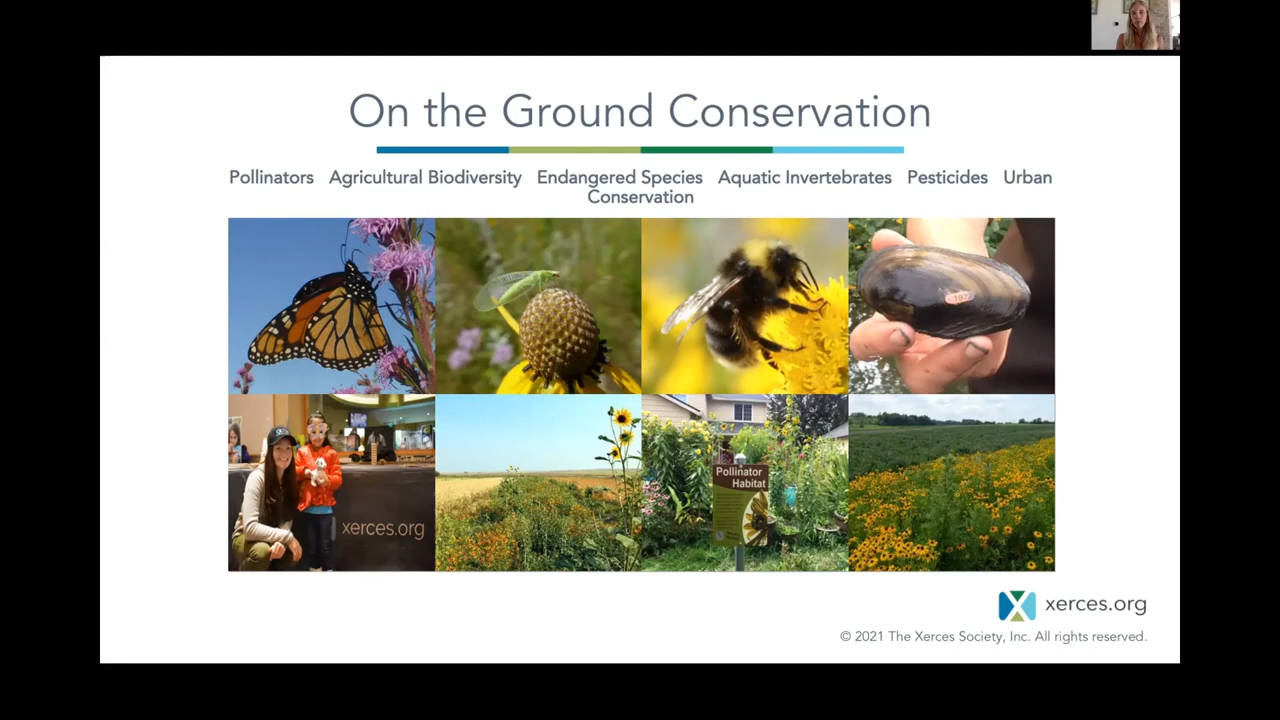 On the Ground Conservation
Pollinators Agricultural Biodiversity Endangered Species Aquatic Invertebrates Pesticides Urban
Conservation
197
xerces.org
Pollinator
Habitat
xerces.org
© 2021 The Xerces Society, Inc. All rights reserved.